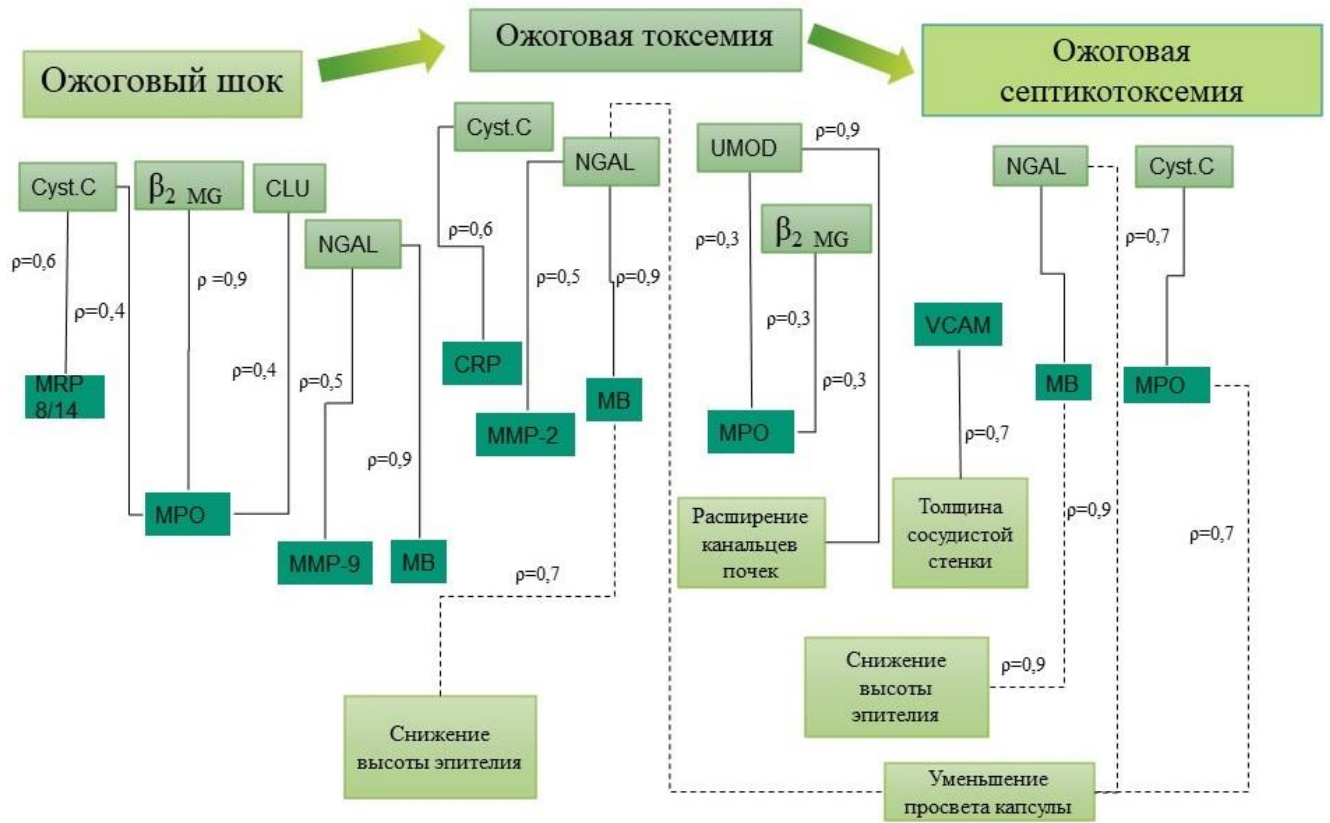 Ожоговый шок
Ожоговая токсемия
Ожоговая
септикотоксемия
Cyst.C
β2 MG
CLU
NGAL
ρ=0,6
ρ=0,4
ρ=0,9
ρ=0,4
ρ=0,5
ρ=0,9
MRP
8/14
MPO
MMP-9
MB
Cyst.C
NGAL
ρ=0,6
ρ=0,5
ρ=0,9
CRP
MMP-2
MB
ρ=0,7
Снижение
высоты эпителия
UMOD
ρ=0,9
β2 MG
ρ=0,3
ρ=0,3
ρ=0,3
MPO
Расширение
канальцев
почек
VCAM
ρ=0,7
Толщина
сосудистой
стенки
NGAL
Cyst.C
ρ=0,7
MB
MPO
ρ=0,9
ρ=0,7
Снижение
высоты
эпителия
ρ=0,9
Уменьшение
просвета капсулы